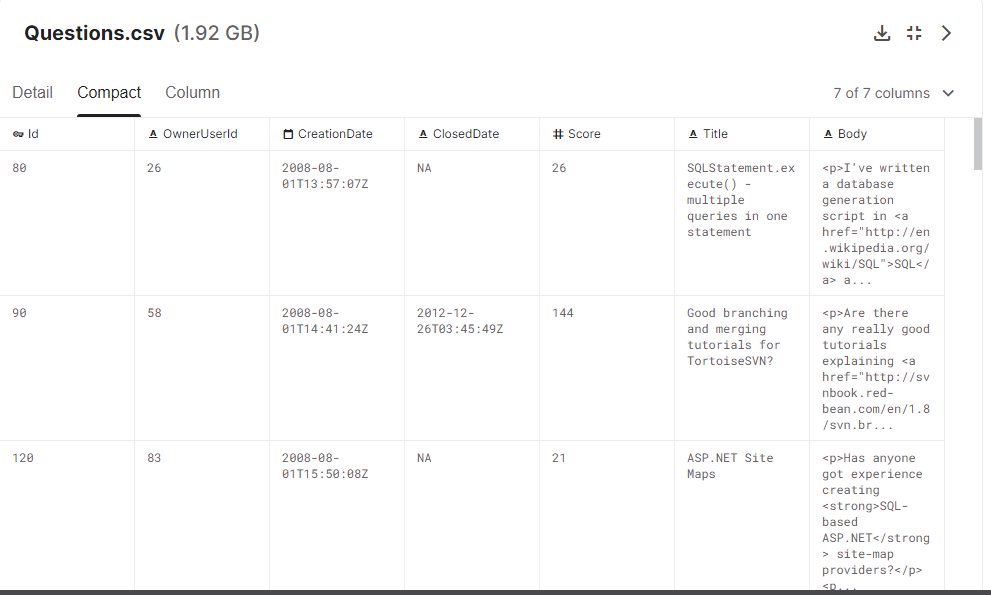 Questions.csv (1.92 GB)
Detail Compact Column 7 of 7 columns
Id OwnerUserId CreationDate ClosedDate Score Title Body
80
26
2008-08-
01T13:57:07Z
NA
26
SQLStatement.ex
ecute() -
multiple
queries in one
statement
<p>I've written
a database
generation
script in <a
href="http://en
.wikipedia.org/
wiki/SQL">SQL</
a> a...
90
58
2008-08-
01T14:41:24Z
2012-12-
26T03:45:49Z
144
Good branching
and merging
tutorials for
TortoiseSVN?
<p>Are there
any really good
tutorials
explaining <a
href="http://sv
nbook.red-
bean.com/en/1.8
/svn.br...
120
83
2008-08-
01T15:50:08Z
NA
21
ASP.NET Site
Maps
<p>Has anyone
got experience
creating
<strong>SQL-
based
ASP.NET</strong
> site-map
providers?</p>
<p...